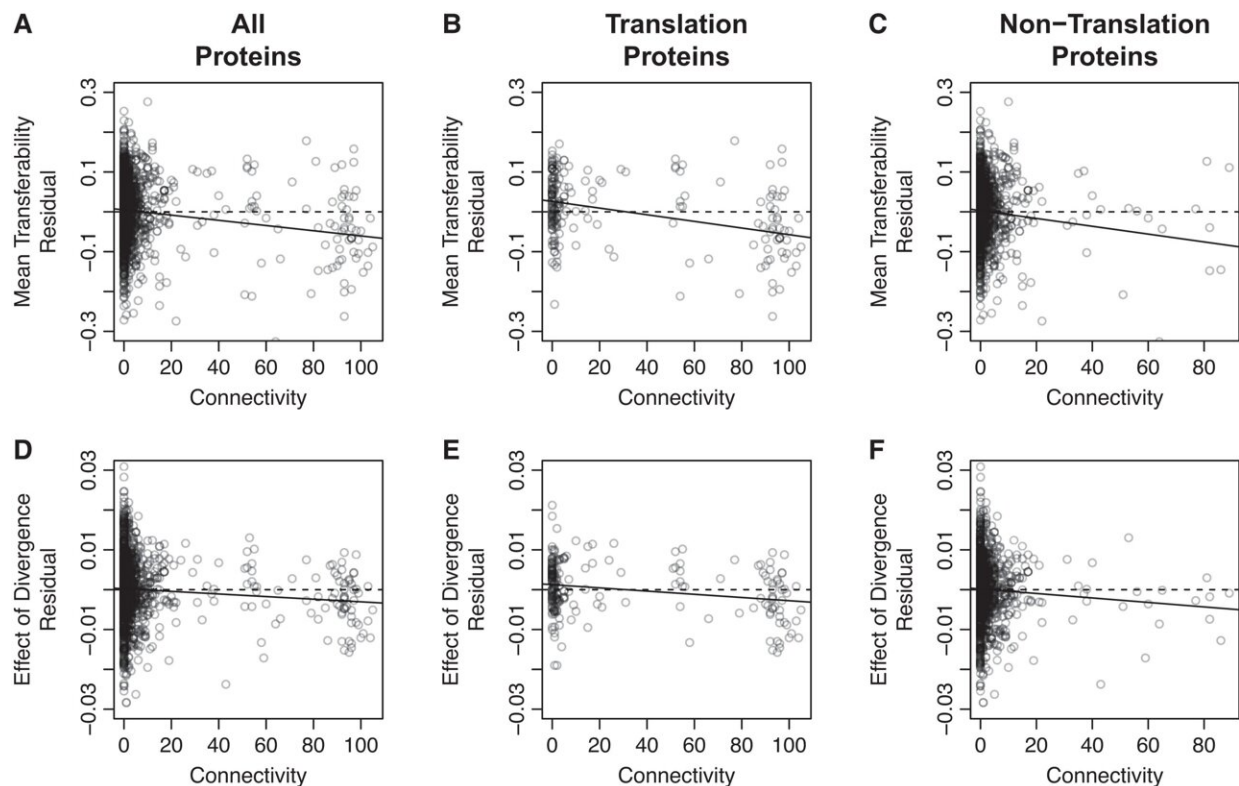 A
All
Proteins
Mean Transferability
Residual
0.3
0.1
−0.1
−0.3
0 20 40 60 80 100
Connectivity
B
Translation
Proteins
Mean Transferability
Residual
0.3
0.1
−0.1
−0.3
0 20 40 60 80 100
Connectivity
C
Non−Translation
Proteins
Mean Transferability
Residual
0.3
0.1
−0.1
−0.3
0 20 40 60 80
Connectivity
D
Effect of Divergence
Residual
0.03
0.01
−0.01
−0.03
0 20 40 60 80 100
Connectivity
E
Effect of Divergence
Residual
0.03
0.01
−0.01
−0.03
0 20 40 60 80 100
Connectivity
F
Effect of Divergence
Residual
0.03
0.01
−0.01
−0.03
0 20 40 60 80
Connectivity